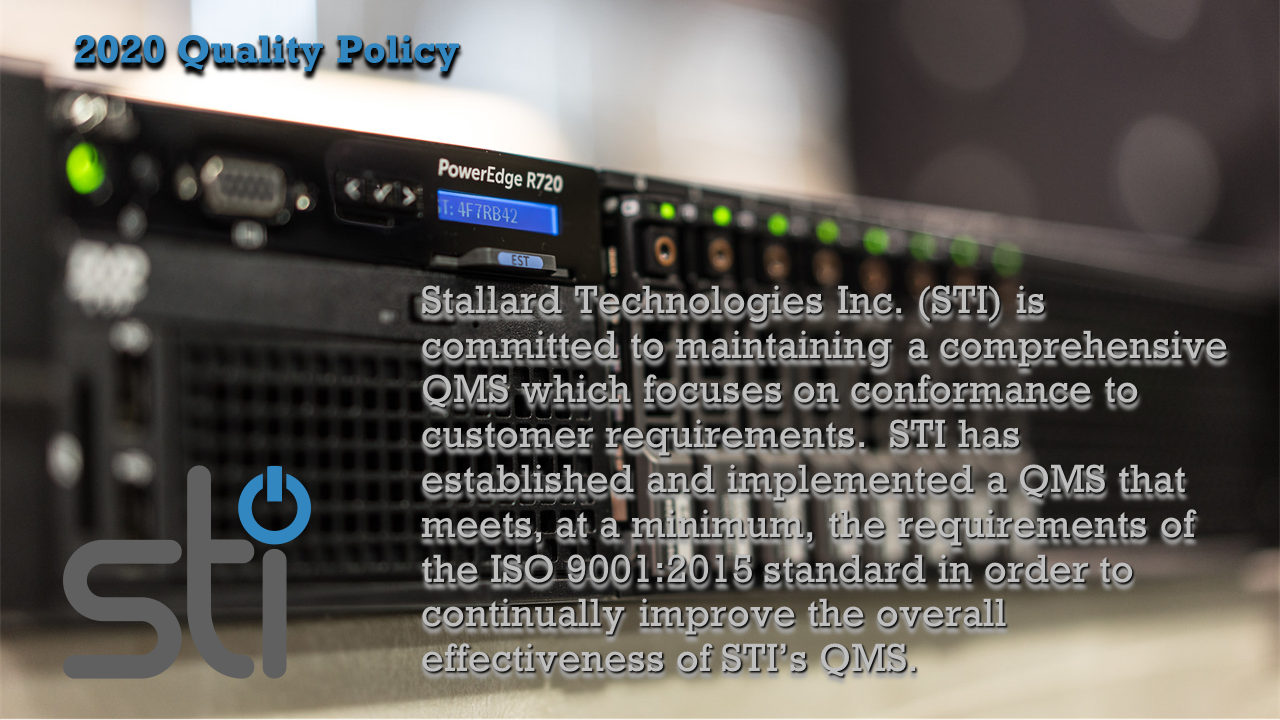 2020 Quality Policy
PowerEdge R720
ST: 4F7RB42
EST
Stallard Technologies Inc. (STI) is
committed to maintaining a comprehensive
QMS which focuses on conformance to
customer requirements.  STI has
established and implemented a QMS that
meets, at a minimum, the requirements of
the ISO 9001:2015 standard in order to
continually improve the overall
effectiveness of STI’s QMS.
sti